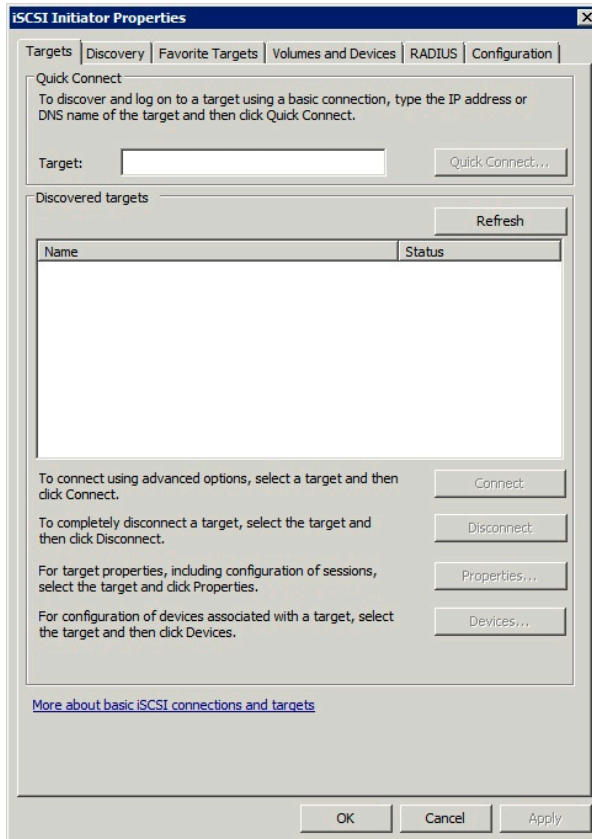 iSCSI Initiator Properties
Targets Discovery Favorite Targets Volumes and Devices RADIUS Configuration
Quick Connect
To discover and log on to a target using a basic connection, type the IP address or
DNS name of the target and then click Quick Connect.
Target: Quick Connect...
Discovered targets
Refresh
Name Status
To connect using advanced options, select a target and then
click Connect.
Connect
To completely disconnect a target, select the target and
then click Disconnect.
Disconnect
For target properties, including configuration of sessions,
select the target and click Properties.
Properties...
For configuration of devices associated with a target, select
the target and then click Devices.
Devices...
More about basic iSCSI connections and targets
OK Cancel Apply